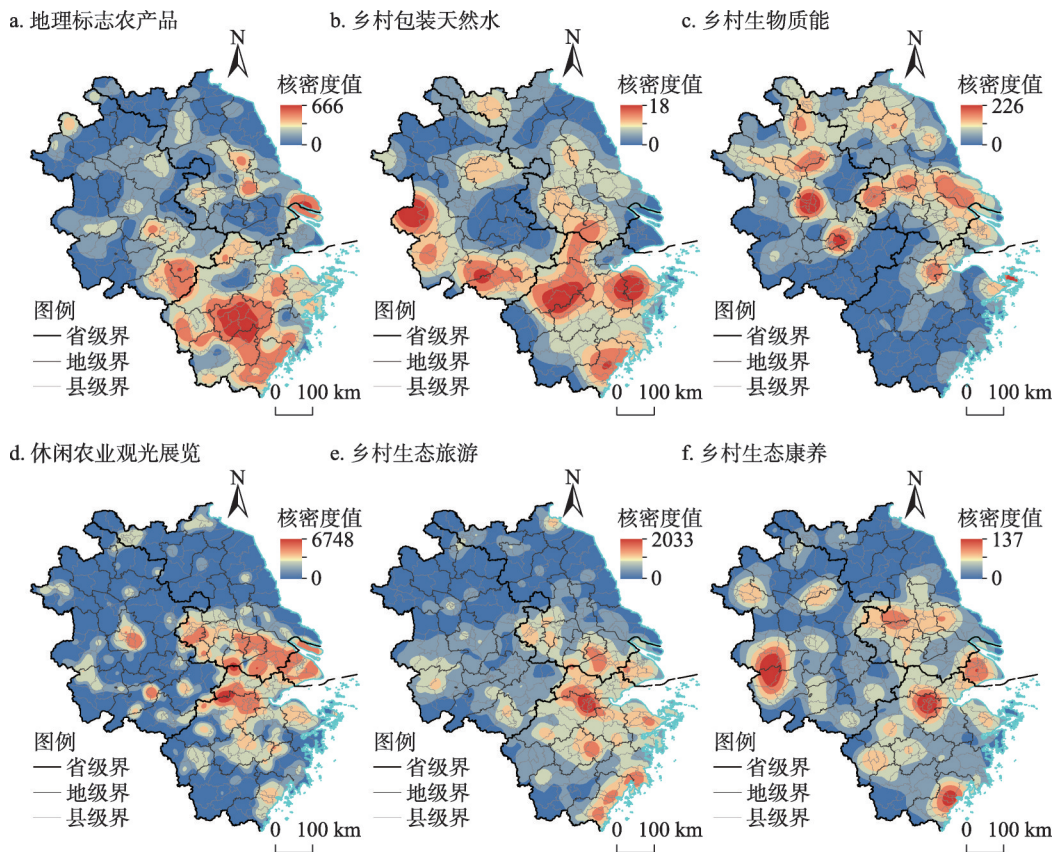 a. 地理标志农产品
N
核密度值
666
0
图例
省级界
地级界
县级界
0 100 km
b. 乡村包装天然水
N
核密度值
18
0
图例
省级界
地级界
县级界
0 100 km
c. 乡村生物质能
N
核密度值
226
0
图例
省级界
地级界
县级界
0 100 km
d. 休闲农业观光展览
N
核密度值
6748
0
图例
省级界
地级界
县级界
0 100 km
e. 乡村生态旅游
N
核密度值
2033
0
图例
省级界
地级界
县级界
0 100 km
f. 乡村生态康养
N
核密度值
137
0
图例
省级界
地级界
县级界
0 100 km